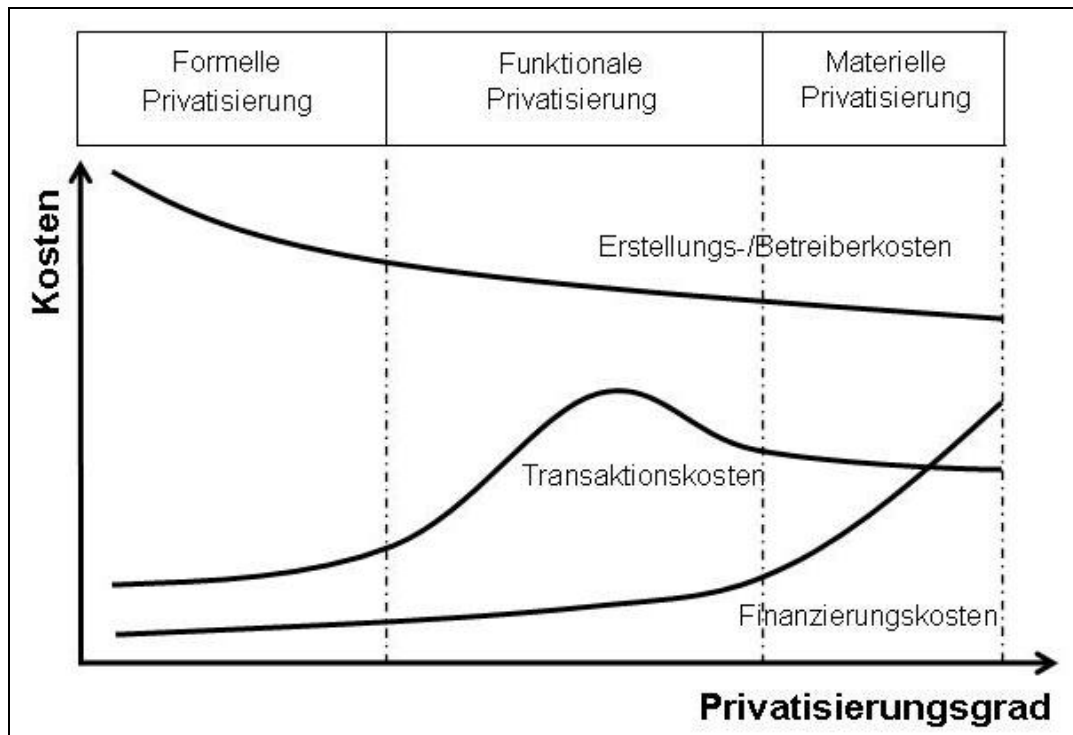 Formelle
Privatisierung
Funktionale
Privatisierung
Materielle
Privatisierung
Kosten
Erstellungs-/Betreiberkosten
Transaktionskosten
Finanzierungskosten
Privatisierungsgrad